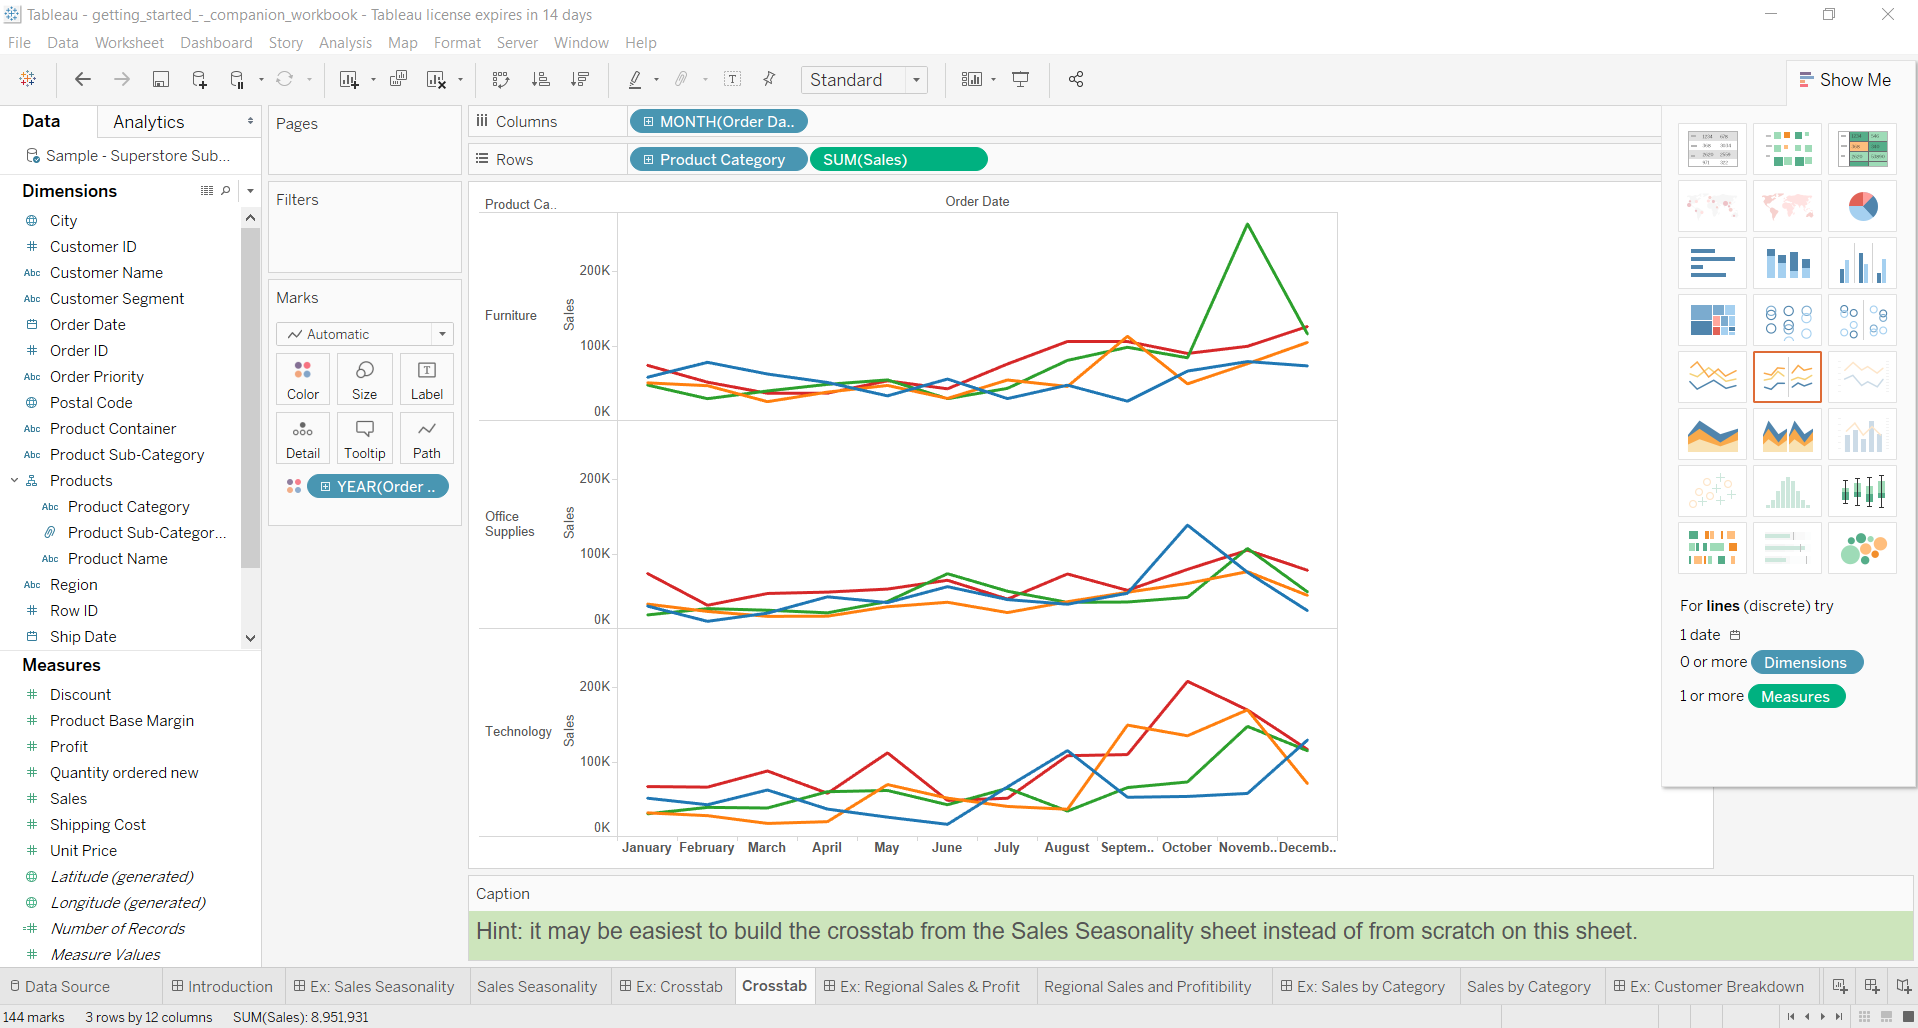 Tableau - getting_started_-_companion_workbook - Tableau license expires in 14 days
File Data Worksheet Dashboard Story Analysis Map Format Server Window Help
Standard
Show Me
Data Analytics
Sample - Superstore Sub...
Dimensions
City
Customer ID
Abc Customer Name
Abc Customer Segment
Order Date
Order ID
Abc Order Priority
Postal Code
Abc Product Container
Abc Product Sub-Category
Products
Abc Product Category
Product Sub-Categor...
Abc Product Name
Abc Region
Row ID
Ship Date
Measures
Discount
Product Base Margin
Profit
Quantity ordered new
Sales
Shipping Cost
Unit Price
Latitude (generated)
Longitude (generated)
Number of Records
Measure Values
Pages
Filters
Marks
Automatic
Color Size Label
Detail Tooltip Path
YEAR(Order ..
Columns MONTH(Order Da..
Rows Product Category SUM(Sales)
Product Ca.. Order Date
Furniture
Sales
200K
100K
0K
Office
Supplies
Sales
200K
100K
0K
Technology
Sales
200K
100K
0K
January February March April May June July August Septem.. October Novemb.. Decemb..
For lines (discrete) try
1 date
0 or more Dimensions
1 or more Measures
Caption
Hint: it may be easiest to build the crosstab from the Sales Seasonality sheet instead of from scratch on this sheet.
Data Source Introduction Ex: Sales Seasonality Sales Seasonality Ex: Crosstab Crosstab Ex: Regional Sales & Profit Regional Sales and Profitibility Ex: Sales by Category Sales by Category Ex: Customer Breakdown
144 marks 3 rows by 12 columns SUM(Sales): 8,951,931